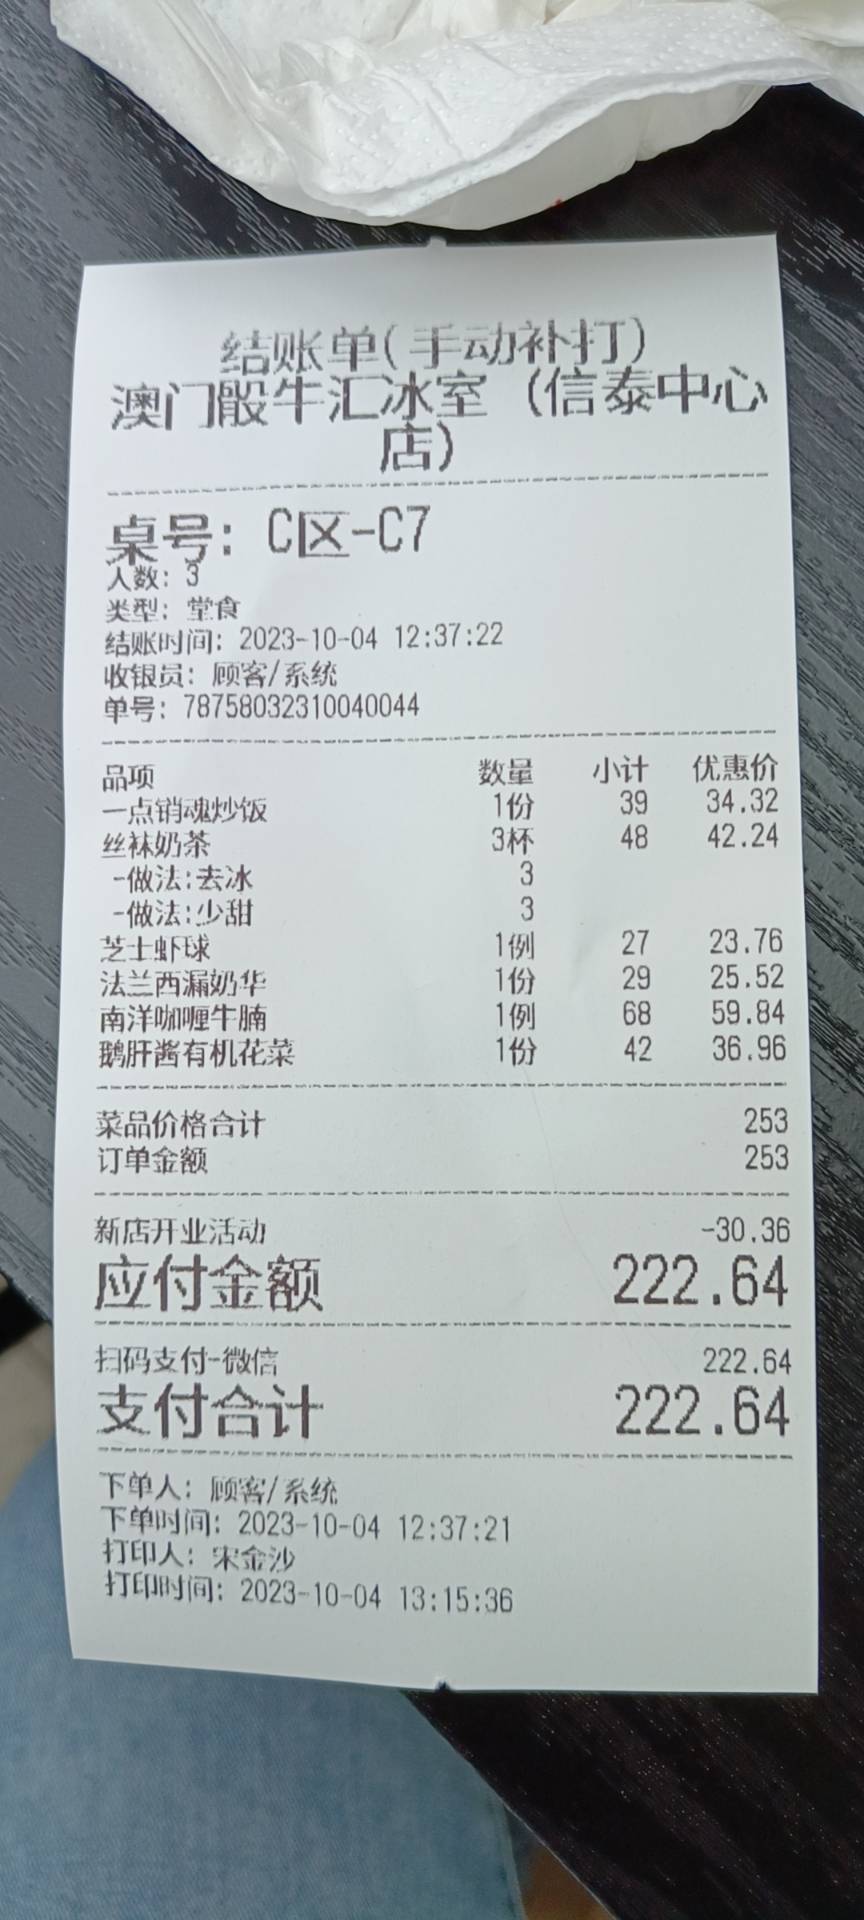 结账单(手动补打)
澳门骰牛汇冰室（信泰中心
店）
桌号: C区-C7
人数: 3
类型: 堂食
结账时间: 2023-10-04 12:37:22
收银员: 顾客/系统
单号: 78758032310040044
品项 数量 小计 优惠价
一点销魂炒饭 1份 39 34.32
丝袜奶茶 3杯 48 42.24
-做法:去冰 3
-做法:少甜 3
芝士虾球 1例 27 23.76
法兰西漏奶华 1份 29 25.52
南洋咖喱牛腩 1例 68 59.84
鹅肝酱有机花菜 1份 42 36.96
菜品价格合计 253
订单金额 253
新店开业活动 -30.36
应付金额 222.64
扫码支付-微信 222.64
支付合计 222.64
下单人: 顾客/系统
下单时间: 2023-10-04 12:37:21
打印人: 宋金沙
打印时间: 2023-10-04 13:15:36